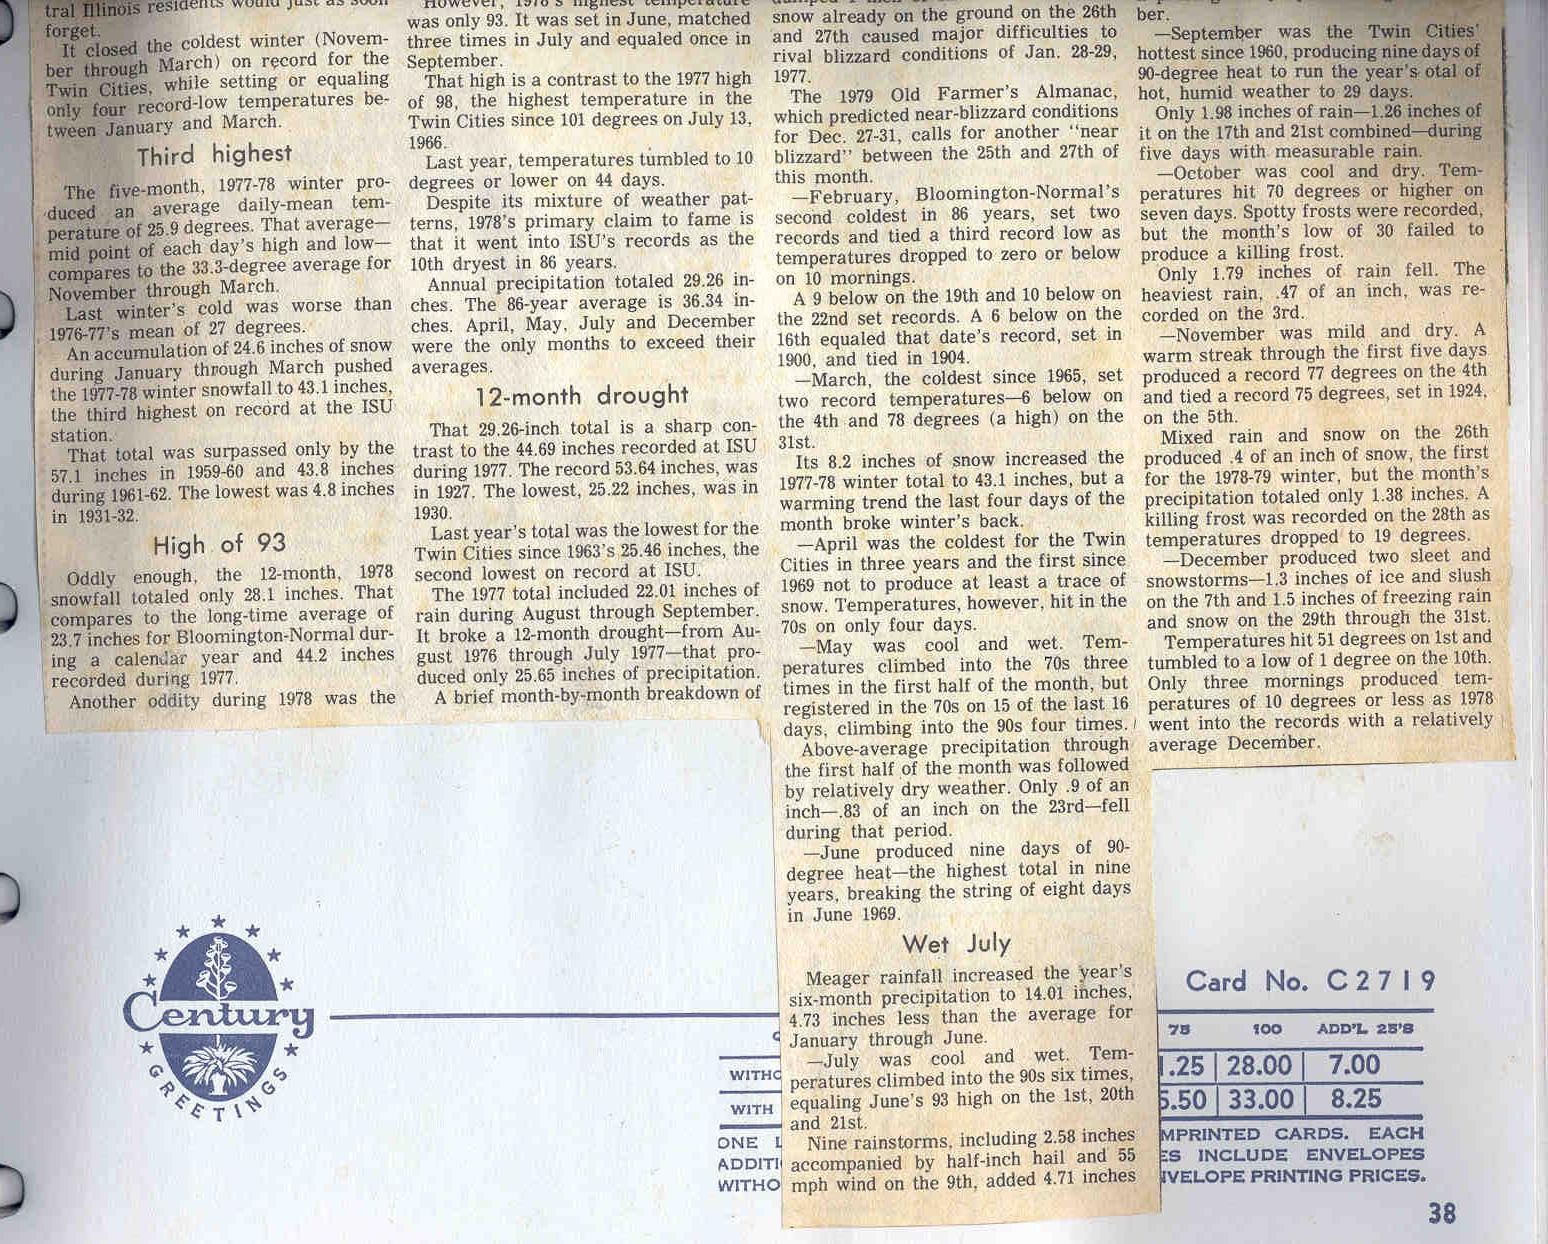 tral Illinois residents would just as soon
forget.
It closed the coldest winter (Novem-
ber through March) on record for the
Twin Cities, while setting or equaling
only four record-low temperatures be-
tween January and March.
Third highest
The five-month, 1977-78 winter pro-
duced an average daily-mean tem-
perature of 25.9 degrees. That average—
mid point of each day's high and low—
compares to the 33.3-degree average for
November through March.
Last winter's cold was worse than
1976-77's mean of 27 degrees.
An accumulation of 24.6 inches of snow
during January through March pushed
the 1977-78 winter snowfall to 43.1 inches,
the third highest on record at the ISU
station.
That total was surpassed only by the
57.1 inches in 1959-60 and 43.8 inches
during 1961-62. The lowest was 4.8 inches
in 1931-32.
High of 93
Oddly enough, the 12-month, 1978
snowfall totaled only 28.1 inches. That
compares to the long-time average of
23.7 inches for Bloomington-Normal dur-
ing a calendar year and 44.2 inches
recorded during 1977.
Another oddity during 1978 was the
However, 1978's highest temperature
was only 93. It was set in June, matched
three times in July and equaled once in
September.
That high is a contrast to the 1977 high
of 98, the highest temperature in the
Twin Cities since 101 degrees on July 13,
1966.
Last year, temperatures tumbled to 10
degrees or lower on 44 days.
Despite its mixture of weather pat-
terns, 1978's primary claim to fame is
that it went into ISU's records as the
10th dryest in 86 years.
Annual precipitation totaled 29.26 in-
ches. The 86-year average is 36.34 in-
ches. April, May, July and December
were the only months to exceed their
averages.
12-month drought
That 29.26-inch total is a sharp con-
trast to the 44.69 inches recorded at ISU
during 1977. The record 53.64 inches, was
in 1927. The lowest, 25.22 inches, was in
1930.
Last year's total was the lowest for the
Twin Cities since 1963's 25.46 inches, the
second lowest on record at ISU.
The 1977 total included 22.01 inches of
rain during August through September.
It broke a 12-month drought—from Au-
gust 1976 through July 1977—that pro-
duced only 25.65 inches of precipitation.
A brief month-by-month breakdown of
snow already on the ground on the 26th
and 27th caused major difficulties to
rival blizzard conditions of Jan. 28-29,
1977.
The 1979 Old Farmer's Almanac,
which predicted near-blizzard conditions
for Dec. 27-31, calls for another "near
blizzard" between the 25th and 27th of
this month.
—February, Bloomington-Normal's
second coldest in 86 years, set two
records and tied a third record low as
temperatures dropped to zero or below
on 10 mornings.
A 9 below on the 19th and 10 below on
the 22nd set records. A 6 below on the
16th equaled that date's record, set in
1900, and tied in 1904.
—March, the coldest since 1965, set
two record temperatures—6 below on
the 4th and 78 degrees (a high) on the
31st.
Its 8.2 inches of snow increased the
1977-78 winter total to 43.1 inches, but a
warming trend the last four days of the
month broke winter's back.
—April was the coldest for the Twin
Cities in three years and the first since
1969 not to produce at least a trace of
snow. Temperatures, however, hit in the
70s on only four days.
—May was cool and wet. Tem-
peratures climbed into the 70s three
times in the first half of the month, but
registered in the 70s on 15 of the last 16
days, climbing into the 90s four times.
Above-average precipitation through
the first half of the month was followed
by relatively dry weather. Only .9 of an
inch—.83 of an inch on the 23rd—fell
during that period.
—June produced nine days of 90-
degree heat—the highest total in nine
years, breaking the string of eight days
in June 1969.
Wet July
Meager rainfall increased the year's
six-month precipitation to 14.01 inches,
4.73 inches less than the average for
January through June.
—July was cool and wet. Tem-
peratures climbed into the 90s six times,
equaling June's 93 high on the 1st, 20th
and 21st.
Nine rainstorms, including 2.58 inches
accompanied by half-inch hail and 55
mph wind on the 9th, added 4.71 inches
ber.
—September was the Twin Cities'
hottest since 1960, producing nine days of
90-degree heat to run the year's otal of
hot, humid weather to 29 days.
Only 1.98 inches of rain—1.26 inches of
it on the 17th and 21st combined—during
five days with measurable rain.
—October was cool and dry. Tem-
peratures hit 70 degrees or higher on
seven days. Spotty frosts were recorded,
but the month's low of 30 failed to
produce a killing frost.
Only 1.79 inches of rain fell. The
heaviest rain, .47 of an inch, was re-
corded on the 3rd.
—November was mild and dry. A
warm streak through the first five days
produced a record 77 degrees on the 4th
and tied a record 75 degrees, set in 1924,
on the 5th.
Mixed rain and snow on the 26th
produced .4 of an inch of snow, the first
for the 1978-79 winter, but the month's
precipitation totaled only 1.38 inches. A
killing frost was recorded on the 28th as
temperatures dropped to 19 degrees.
—December produced two sleet and
snowstorms—1.3 inches of ice and slush
on the 7th and 1.5 inches of freezing rain
and snow on the 29th through the 31st.
Temperatures hit 51 degrees on 1st and
tumbled to a low of 1 degree on the 10th.
Only three mornings produced tem-
peratures of 10 degrees or less as 1978
went into the records with a relatively
average December.
Century
GREETINGS
Card No. C2719
75 100 ADD'L 25'S
WITHO .25 28.00 7.00
WITH 5.50 33.00 8.25
ONE MPRINTED CARDS. EACH
ADDITI ES INCLUDE ENVELOPES
WITHO VELOPE PRINTING PRICES.
38